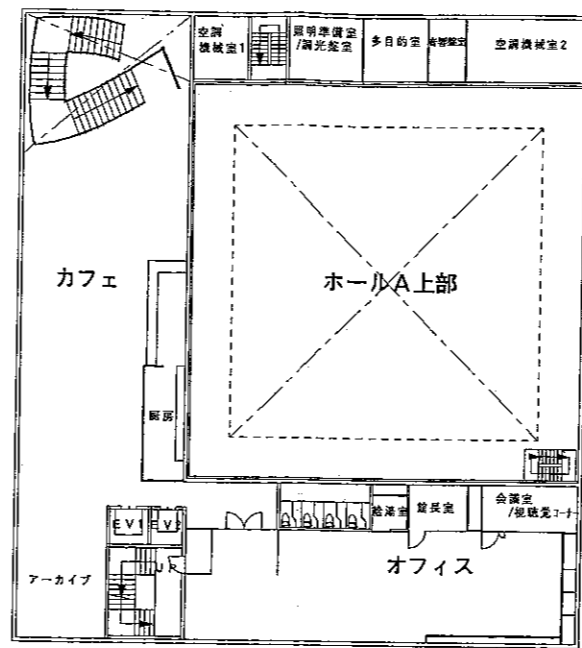 空調
機械室1
照明準備室
/調光盤室
多目的室
音響盤室
空調機械室2
カフェ
ホールA上部
厨房
EV1
EV2
給湯室
館長室
会議室
/視聴覚コーナー
UP
アーカイブ
オフィス